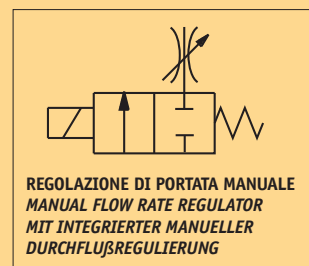 REGOLAZIONE DI PORTATA MANUALE
MANUAL FLOW RATE REGULATOR
MIT INTEGRIERTER MANUELLER
DURCHFLUßREGULIERUNG